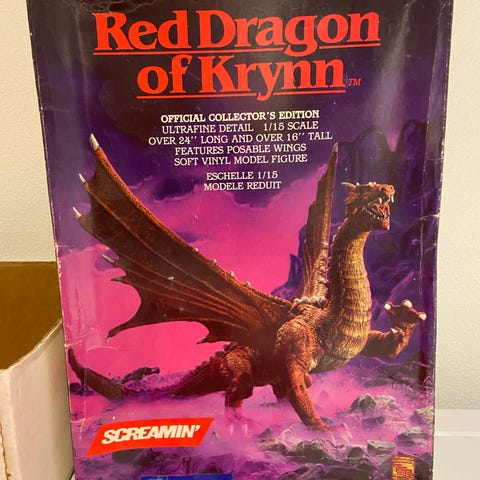 Red Dragon
of Krynn™
OFFICIAL COLLECTOR'S EDITION
ULTRAFINE DETAIL 1/15 SCALE
OVER 24'' LONG AND OVER 16'' TALL
FEATURES POSABLE WINGS
SOFT VINYL MODEL FIGURE
ESCHELLE 1/15
MODELE REDUIT
SCREAMIN'